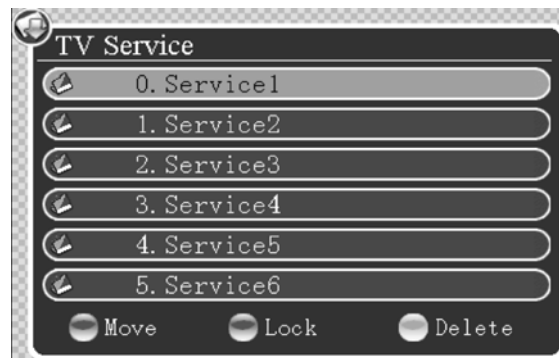 TV Service
0. Service1
1. Service2
2. Service3
3. Service4
4. Service5
5. Service6
Move Lock Delete